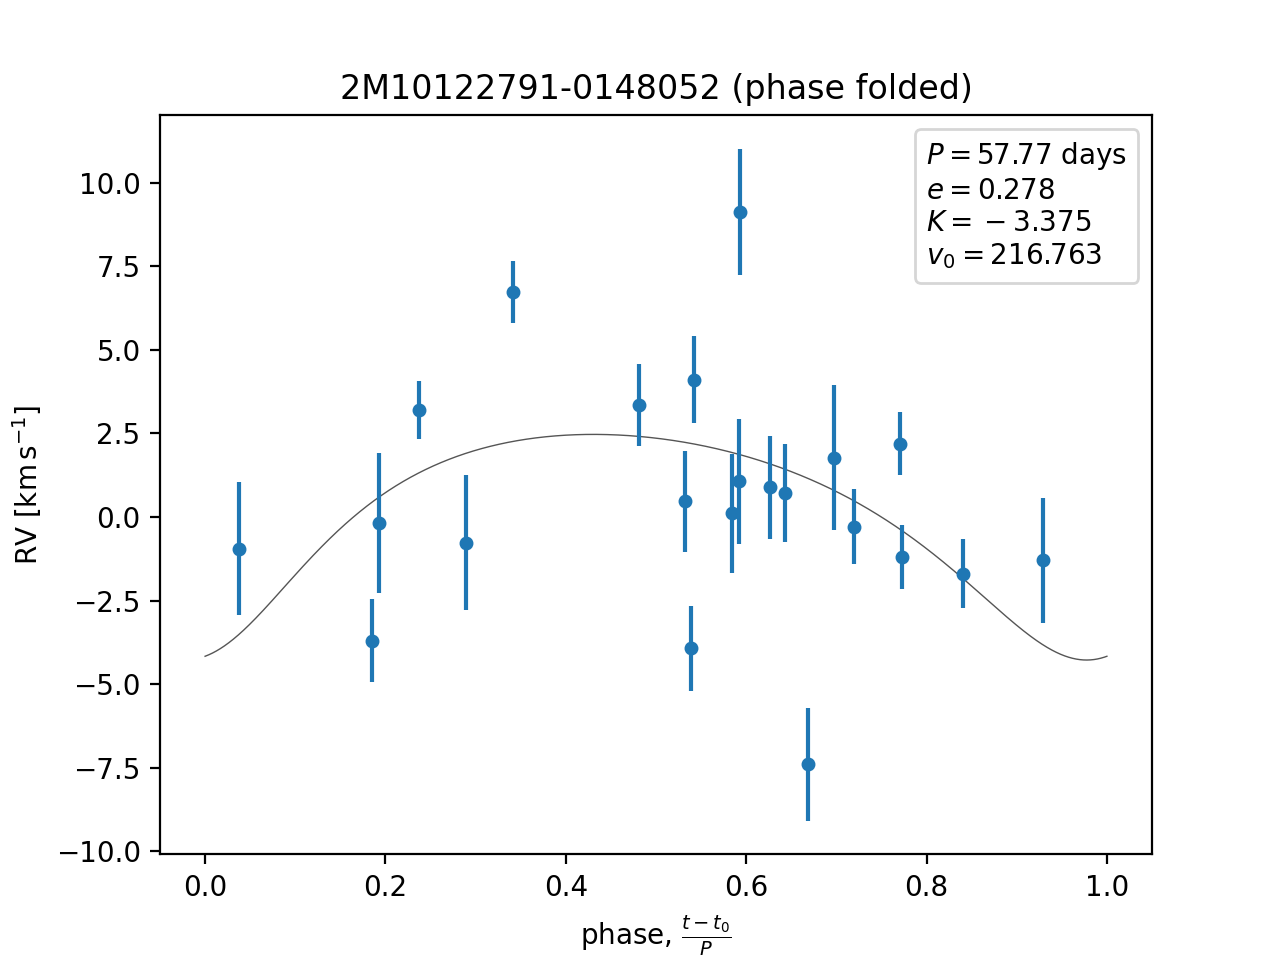 2M10122791-0148052 (phase folded)
P = 57.77 days
e = 0.278
K = −3.375
v₀ = 216.763
10.0
7.5
5.0
2.5
0.0
−2.5
−5.0
−7.5
−10.0
RV [km s⁻¹]
0.0 0.2 0.4 0.6 0.8 1.0
phase, (t − t₀)/P